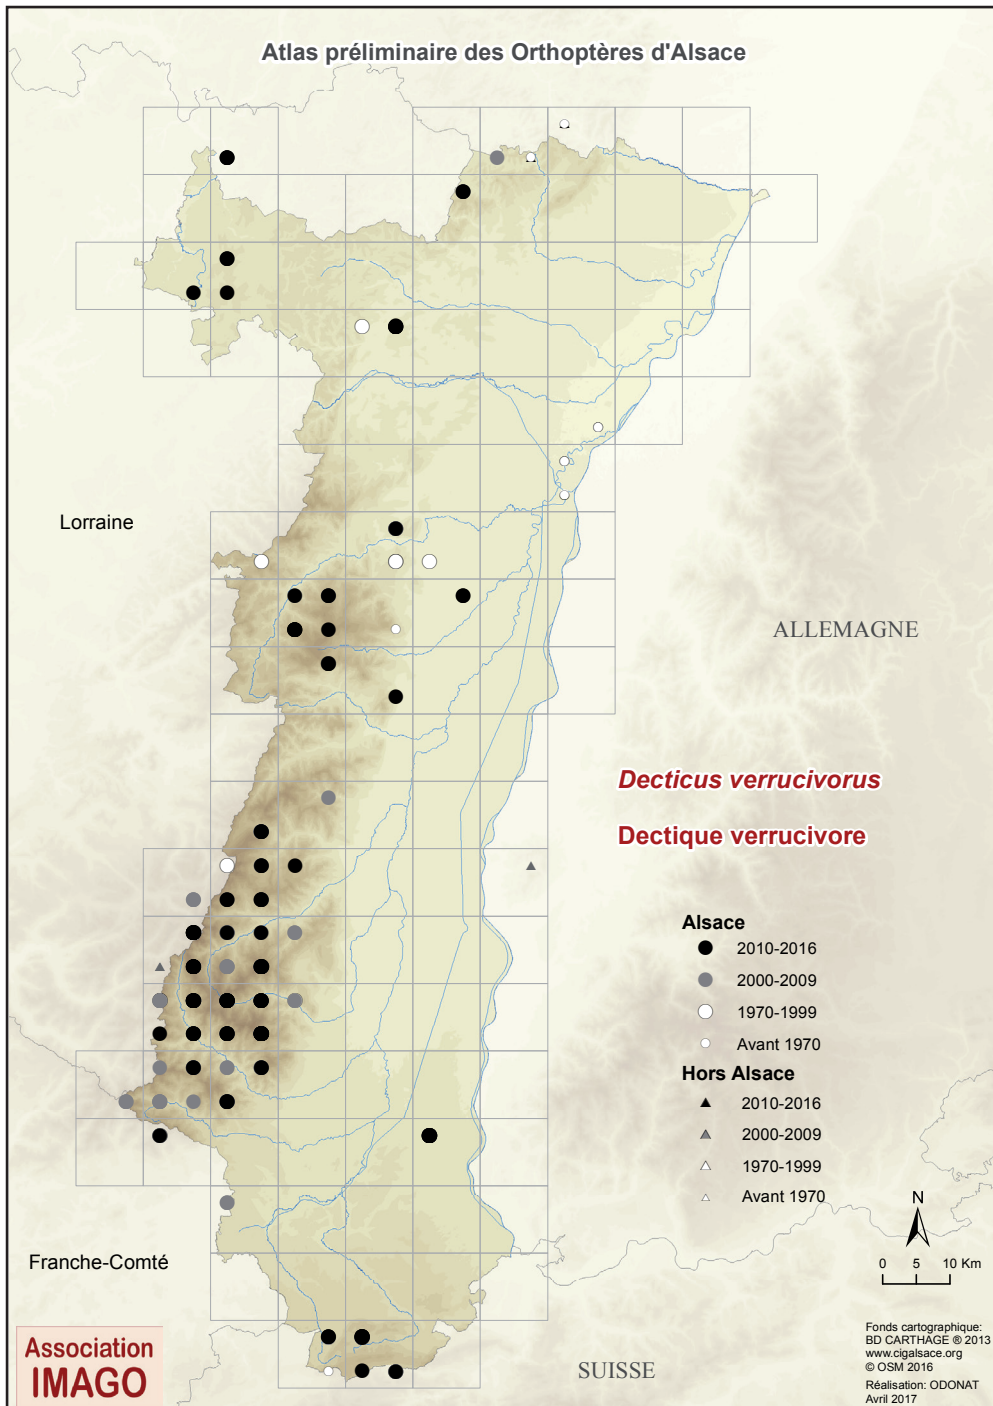 Atlas préliminaire des Orthoptères d'Alsace
Lorraine
ALLEMAGNE
Decticus verrucivorus
Dectique verrucivore
Alsace
2010-2016
2000-2009
1970-1999
Avant 1970
Hors Alsace
2010-2016
2000-2009
1970-1999
Avant 1970
N
0 5 10 Km
Franche-Comté
SUISSE
Association
IMAGO
Fonds cartographique:
BD CARTHAGE ® 2013
www.cigalsace.org
© OSM 2016
Réalisation: ODONAT
Avril 2017